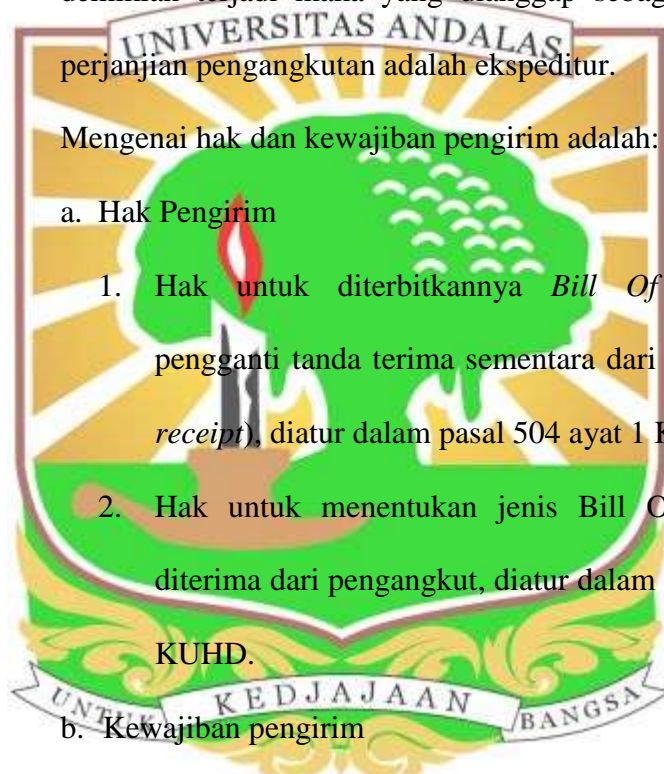 UNIVERSITAS ANDALAS
perjanjian pengangkutan adalah ekspeditur.
Mengenai hak dan kewajiban pengirim adalah:
a. Hak Pengirim
1. Hak untuk diterbitkannya Bill Of
pengganti tanda terima sementara dari
receipt), diatur dalam pasal 504 ayat 1 K
2. Hak untuk menentukan jenis Bill O
diterima dari pengangkut, diatur dalam
KUHD.
UNTUK KEDJAJAAN BANGSA
b. Kewajiban pengirim